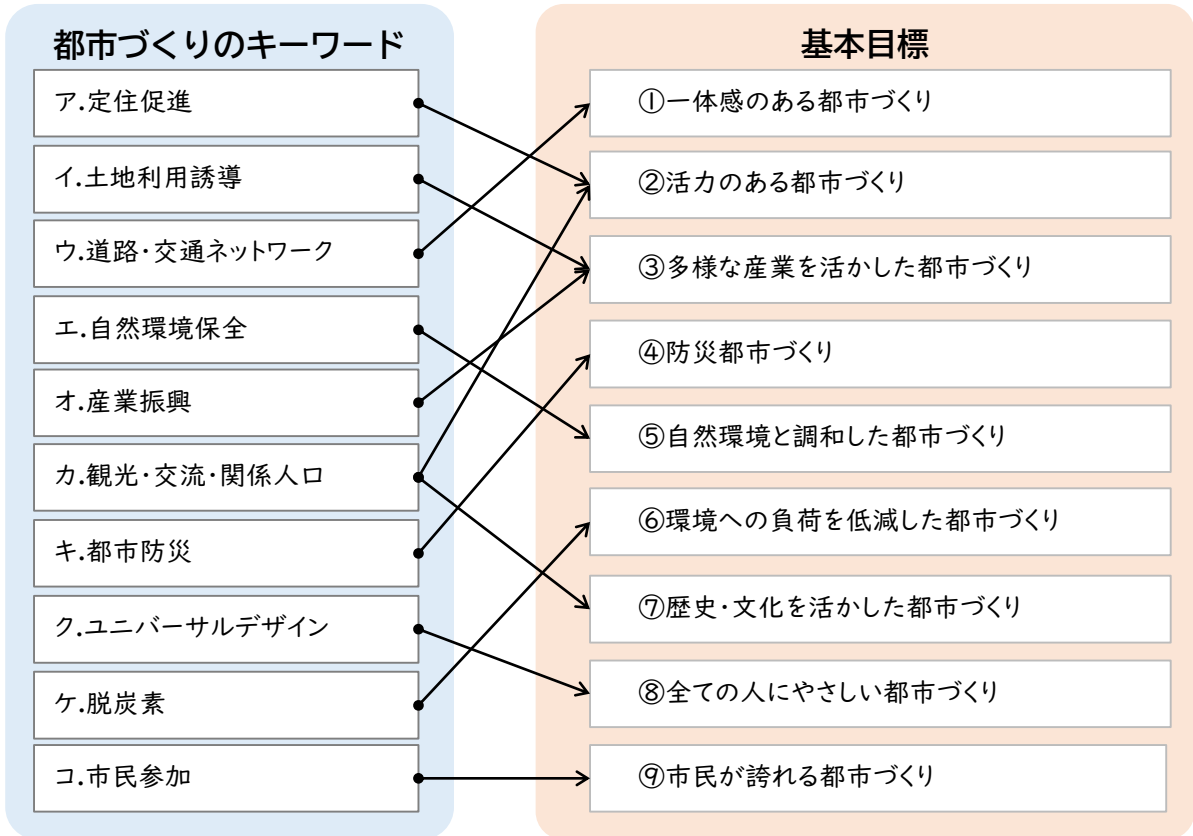 都市づくりのキーワード
ア.定住促進
イ.土地利用誘導
ウ.道路・交通ネットワーク
エ.自然環境保全
オ.産業振興
カ.観光・交流・関係人口
キ.都市防災
ク.ユニバーサルデザイン
ケ.脱炭素
コ.市民参加
基本目標
①一体感のある都市づくり
②活力のある都市づくり
③多様な産業を活かした都市づくり
④防災都市づくり
⑤自然環境と調和した都市づくり
⑥環境への負荷を低減した都市づくり
⑦歴史・文化を活かした都市づくり
⑧全ての人にやさしい都市づくり
⑨市民が誇れる都市づくり